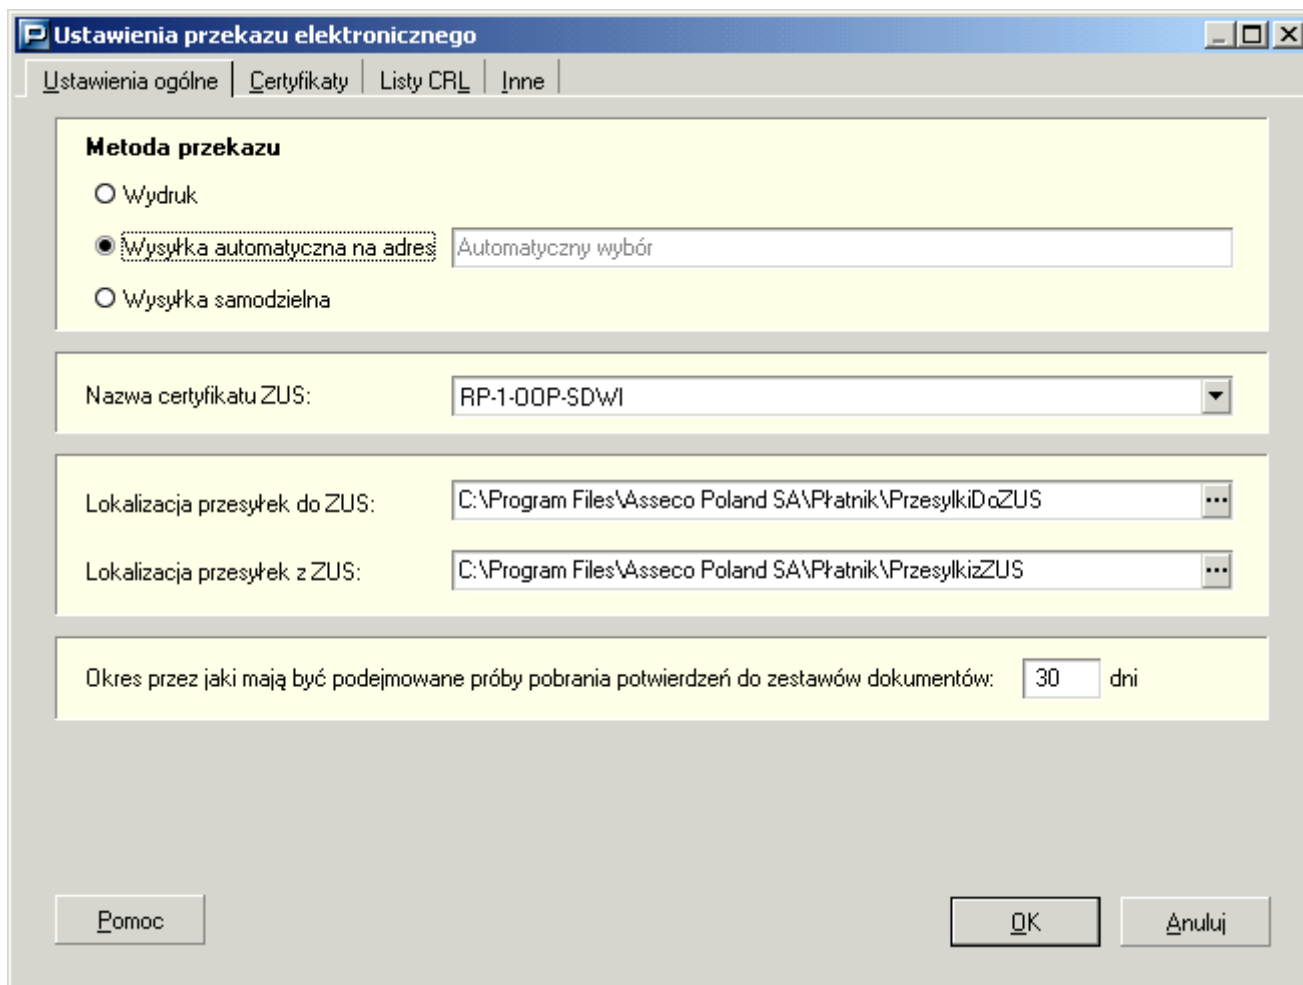 Ustawienia przekazu elektronicznego
Ustawienia ogólne Certyfikaty Listy CRL Inne
Metoda przekazu
Wydruk
Wysyłka automatyczna na adres Automatyczny wybór
Wysyłka samodzielna
Nazwa certyfikatu ZUS: RP-1-OOP-SDWI
Lokalizacja przesyłek do ZUS: C:\Program Files\Asseco Poland SA\Płatnik\PrzesylkiDoZUS ...
Lokalizacja przesyłek z ZUS: C:\Program Files\Asseco Poland SA\Płatnik\PrzesylkizZUS ...
Okres przez jaki mają być podejmowane próby pobrania potwierdzeń do zestawów dokumentów: 30 dni
Pomoc OK Anuluj